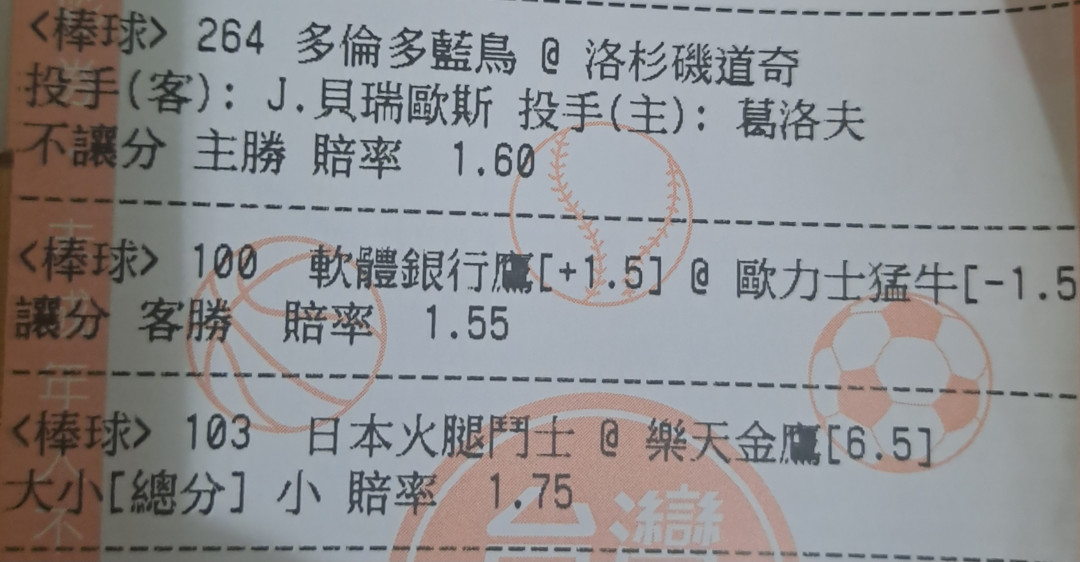 <棒球> 264 多倫多藍鳥 @ 洛杉磯道奇
投手(客): J.貝瑞歐斯 投手(主): 葛洛夫
不讓分 主勝 賠率 1.60
<棒球> 100 軟體銀行鷹[+1.5] @ 歐力士猛牛[-1.5
讓分 客勝 賠率 1.55
<棒球> 103 日本火腿鬥士 @ 樂天金鷹[6.5]
大小[總分] 小 賠率 1.75
台灣